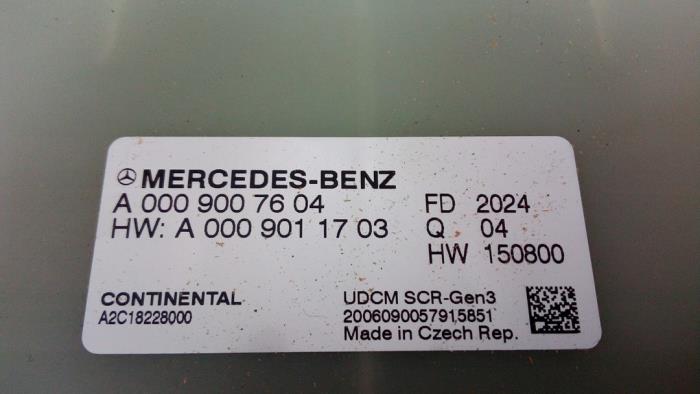 MERCEDES-BENZ
A 000 900 76 04 FD 2024
HW: A 000 901 17 03 Q 04
HW 150800
CONTINENTAL UDCM SCR-Gen3
A2C18228000 2006090057915851
Made in Czech Rep.